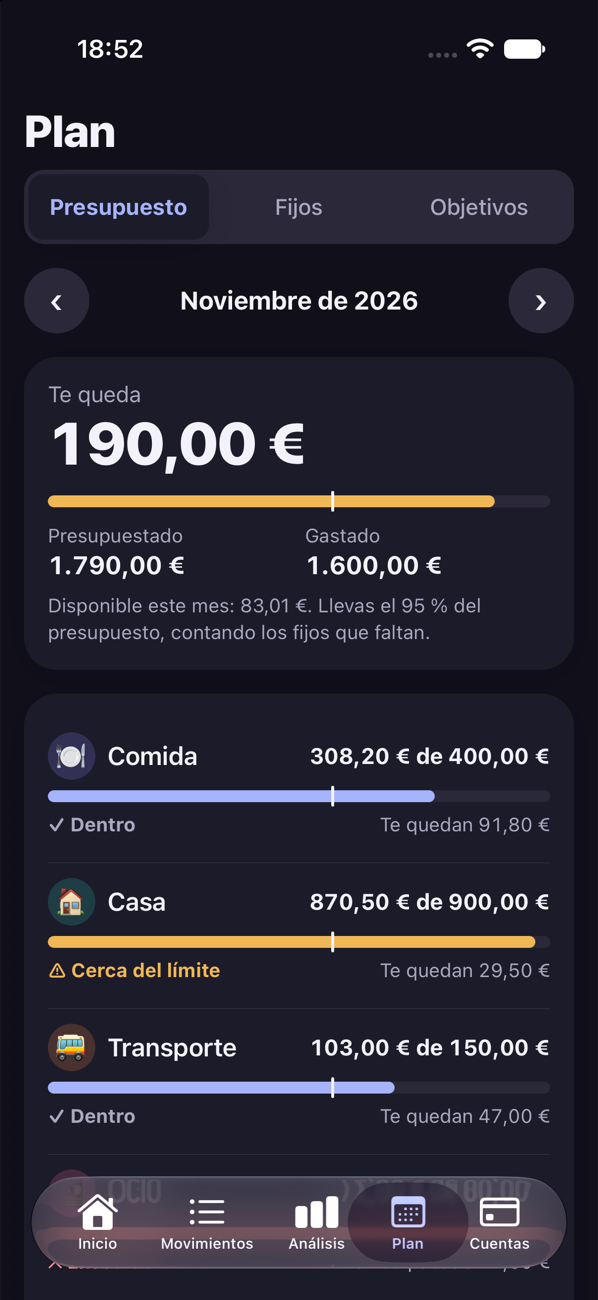 18:52
Plan
Presupuesto
Fijos
Objetivos
Noviembre de 2026
Te queda
190,00 €
Presupuestado
Gastado
1.790,00 €
1.600,00 €
Disponible este mes: 83,01 €. Llevas el 95 % del
presupuesto, contando los fijos que faltan.
Comida
308,20 € de 400,00 €
Dentro
Te quedan 91,80 €
Casa
870,50 € de 900,00 €
Cerca del límite
Te quedan 29,50 €
Transporte
103,00 € de 150,00 €
Dentro
Te quedan 47,00 €
Inicio
Movimientos
Análisis
Plan
Cuentas